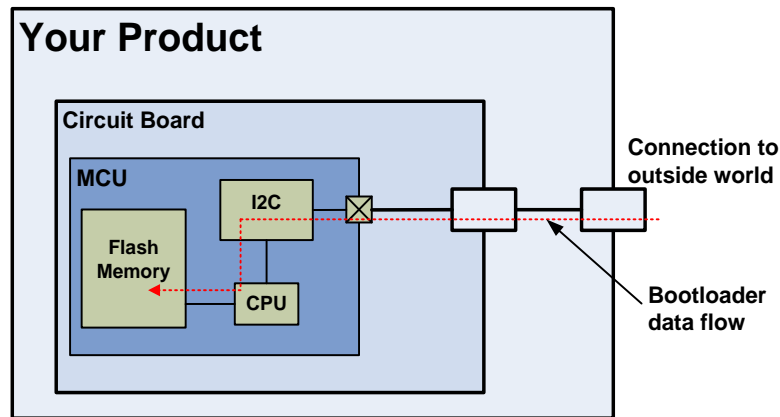 Your Product
Circuit Board
Connection to
outside world
MCU
I2C
Flash
Memory
CPU
Bootloader
data flow